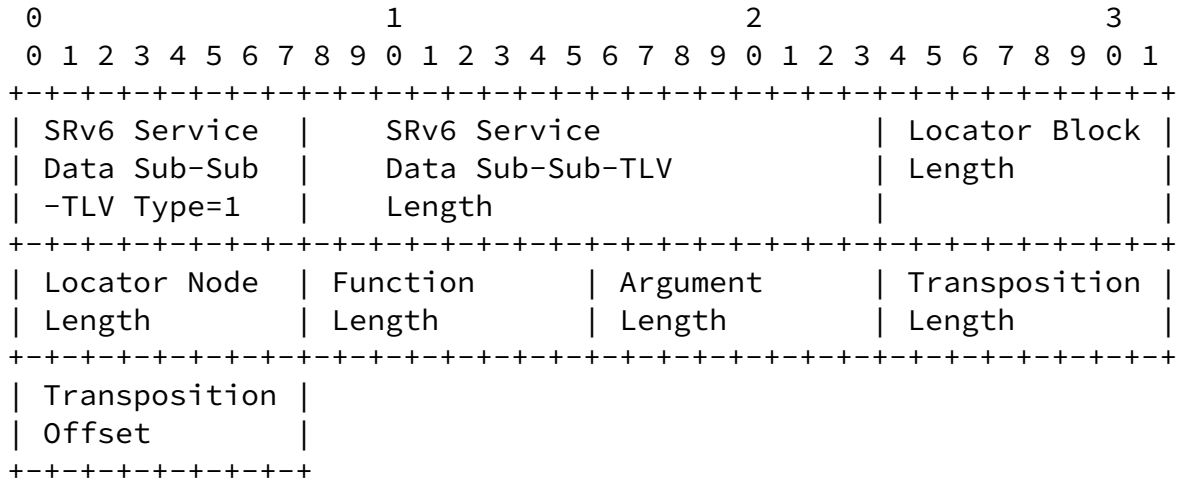 0                   1                   2                   3
 0 1 2 3 4 5 6 7 8 9 0 1 2 3 4 5 6 7 8 9 0 1 2 3 4 5 6 7 8 9 0 1
+-+-+-+-+-+-+-+-+-+-+-+-+-+-+-+-+-+-+-+-+-+-+-+-+-+-+-+-+-+-+-+-+
| SRv6 Service  |    SRv6 Service               | Locator Block |
| Data Sub-Sub  |    Data Sub-Sub-TLV           | Length        |
| -TLV Type=1   |    Length                     |               |
+-+-+-+-+-+-+-+-+-+-+-+-+-+-+-+-+-+-+-+-+-+-+-+-+-+-+-+-+-+-+-+-+
| Locator Node  | Function      | Argument      | Transposition |
| Length        | Length        | Length        | Length        |
+-+-+-+-+-+-+-+-+-+-+-+-+-+-+-+-+-+-+-+-+-+-+-+-+-+-+-+-+-+-+-+-+
| Transposition |
| Offset        |
+-+-+-+-+-+-+-+-+